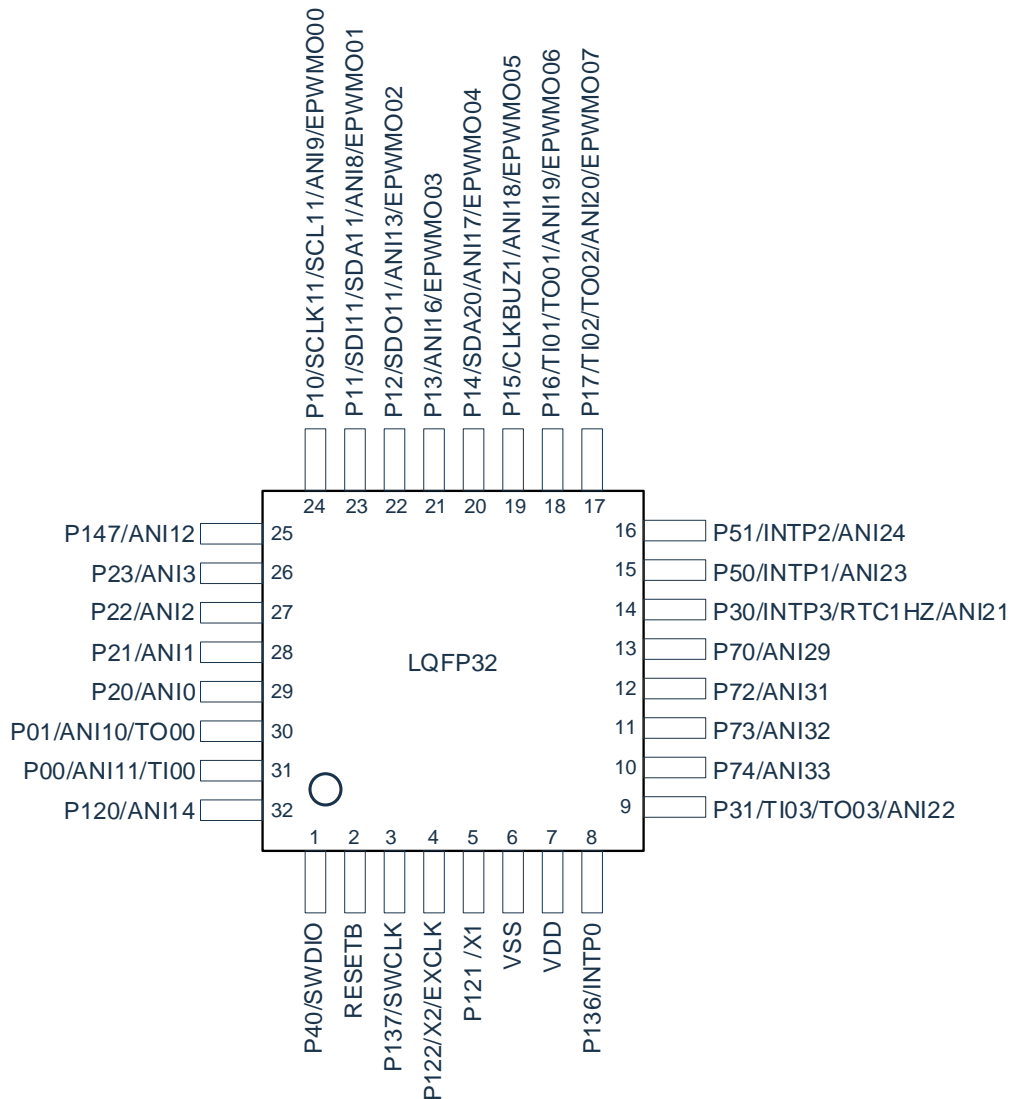 P10/SCLK11/SCL11/ANI9/EPWMO00
P11/SDI11/SDA11/ANI8/EPWMO01
P12/SDO11/ANI13/EPWMO02
P13/ANI16/EPWMO03
P14/SDA20/ANI17/EPWMO04
P15/CLKBUZ1/ANI18/EPWMO05
P16/TI01/TO01/ANI19/EPWMO06
P17/TI02/TO02/ANI20/EPWMO07
24 23 22 21 20 19 18 17
P147/ANI12 25
P23/ANI3 26
P22/ANI2 27
P21/ANI1 28
P20/ANI0 29
P01/ANI10/TO00 30
P00/ANI11/TI00 31
P120/ANI14 32
LQFP32
16 P51/INTP2/ANI24
15 P50/INTP1/ANI23
14 P30/INTP3/RTC1HZ/ANI21
13 P70/ANI29
12 P72/ANI31
11 P73/ANI32
10 P74/ANI33
9 P31/TI03/TO03/ANI22
1 2 3 4 5 6 7 8
P40/SWDIO
RESETB
P137/SWCLK
P122/X2/EXCLK
P121 /X1
VSS
VDD
P136/INTP0